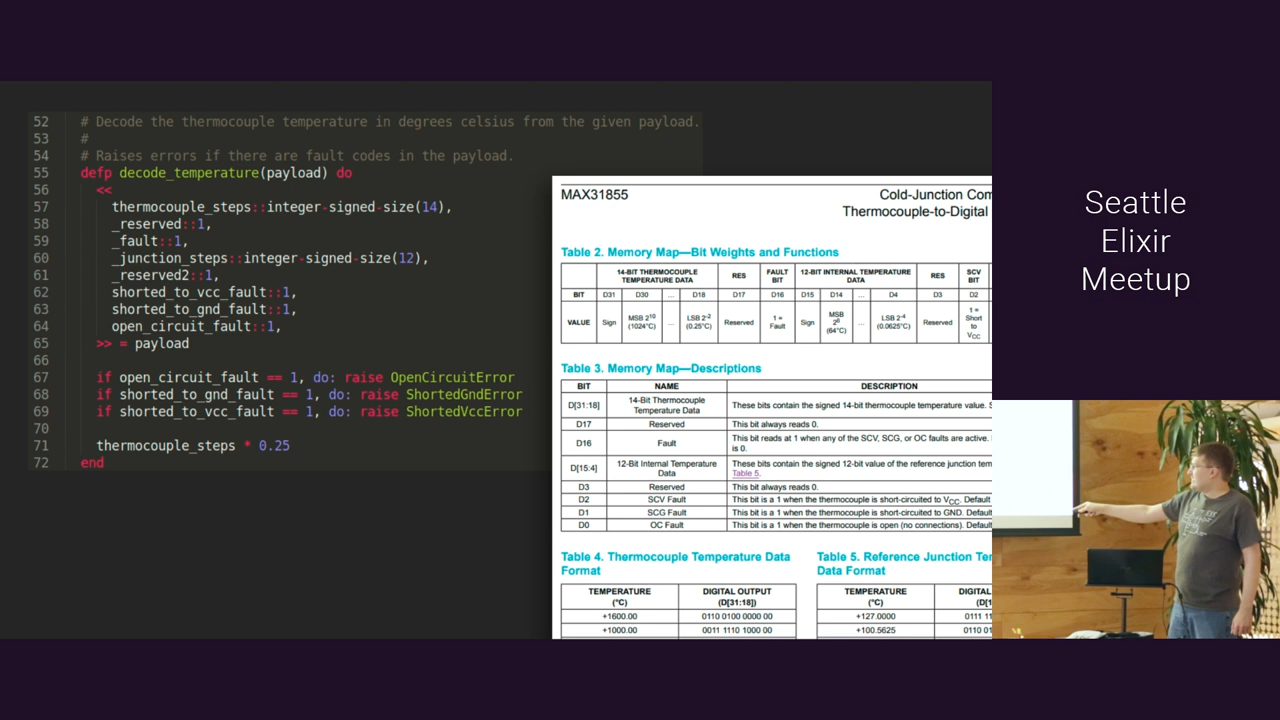 52 # Decode the thermocouple temperature in degrees celsius from the given payload.
53 #
54 # Raises errors if there are fault codes in the payload.
55 defp decode_temperature(payload) do
56 <<
57 thermocouple_steps::integer-signed-size(14),
58 _reserved::1,
59 _fault::1,
60 _junction_steps::integer-signed-size(12),
61 _reserved2::1,
62 shorted_to_vcc_fault::1,
63 shorted_to_gnd_fault::1,
64 open_circuit_fault::1,
65 >> = payload
66
67 if open_circuit_fault == 1, do: raise OpenCircuitError
68 if shorted_to_gnd_fault == 1, do: raise ShortedGndError
69 if shorted_to_vcc_fault == 1, do: raise ShortedVccError
70
71 thermocouple_steps * 0.25
72 end
MAX31855 Cold-Junction Com
Thermocouple-to-Digital
Table 2. Memory Map—Bit Weights and Functions
14-BIT THERMOCOUPLE TEMPERATURE DATA RES FAULT BIT 12-BIT INTERNAL TEMPERATURE DATA RES SCV BIT
BIT D31 D30 ... D18 D17 D16 D15 D14 ... D4 D3 D2
VALUE Sign MSB 2^10 (1024°C) ... LSB 2^-2 (0.25°C) Reserved 1 = Fault Sign MSB 2^6 (64°C) ... LSB 2^-4 (0.0625°C) Reserved 1 = Short to VCC
Table 3. Memory Map—Descriptions
BIT NAME DESCRIPTION
D[31:18] 14-Bit Thermocouple Temperature Data These bits contain the signed 14-bit thermocouple temperature value.
D17 Reserved This bit always reads 0.
D16 Fault This bit reads at 1 when any of the SCV, SCG, or OC faults are active. is 0.
D[15:4] 12-Bit Internal Temperature Data These bits contain the signed 12-bit value of the reference junction tem Table 5.
D3 Reserved This bit always reads 0.
D2 SCV Fault This bit is a 1 when the thermocouple is short-circuited to VCC. Default
D1 SCG Fault This bit is a 1 when the thermocouple is short-circuited to GND. Default
D0 OC Fault This bit is a 1 when the thermocouple is open (no connections). Default
Table 4. Thermocouple Temperature Data Format
TEMPERATURE (°C) DIGITAL OUTPUT (D[31:18])
+1600.00 0110 0100 0000 00
+1000.00 0011 1110 1000 00
Table 5. Reference Junction Ter
Data Format
TEMPERATURE (°C) DIGITAL (D[1
+127.0000 0111 11
+100.5625 0110 01
Seattle
Elixir
Meetup